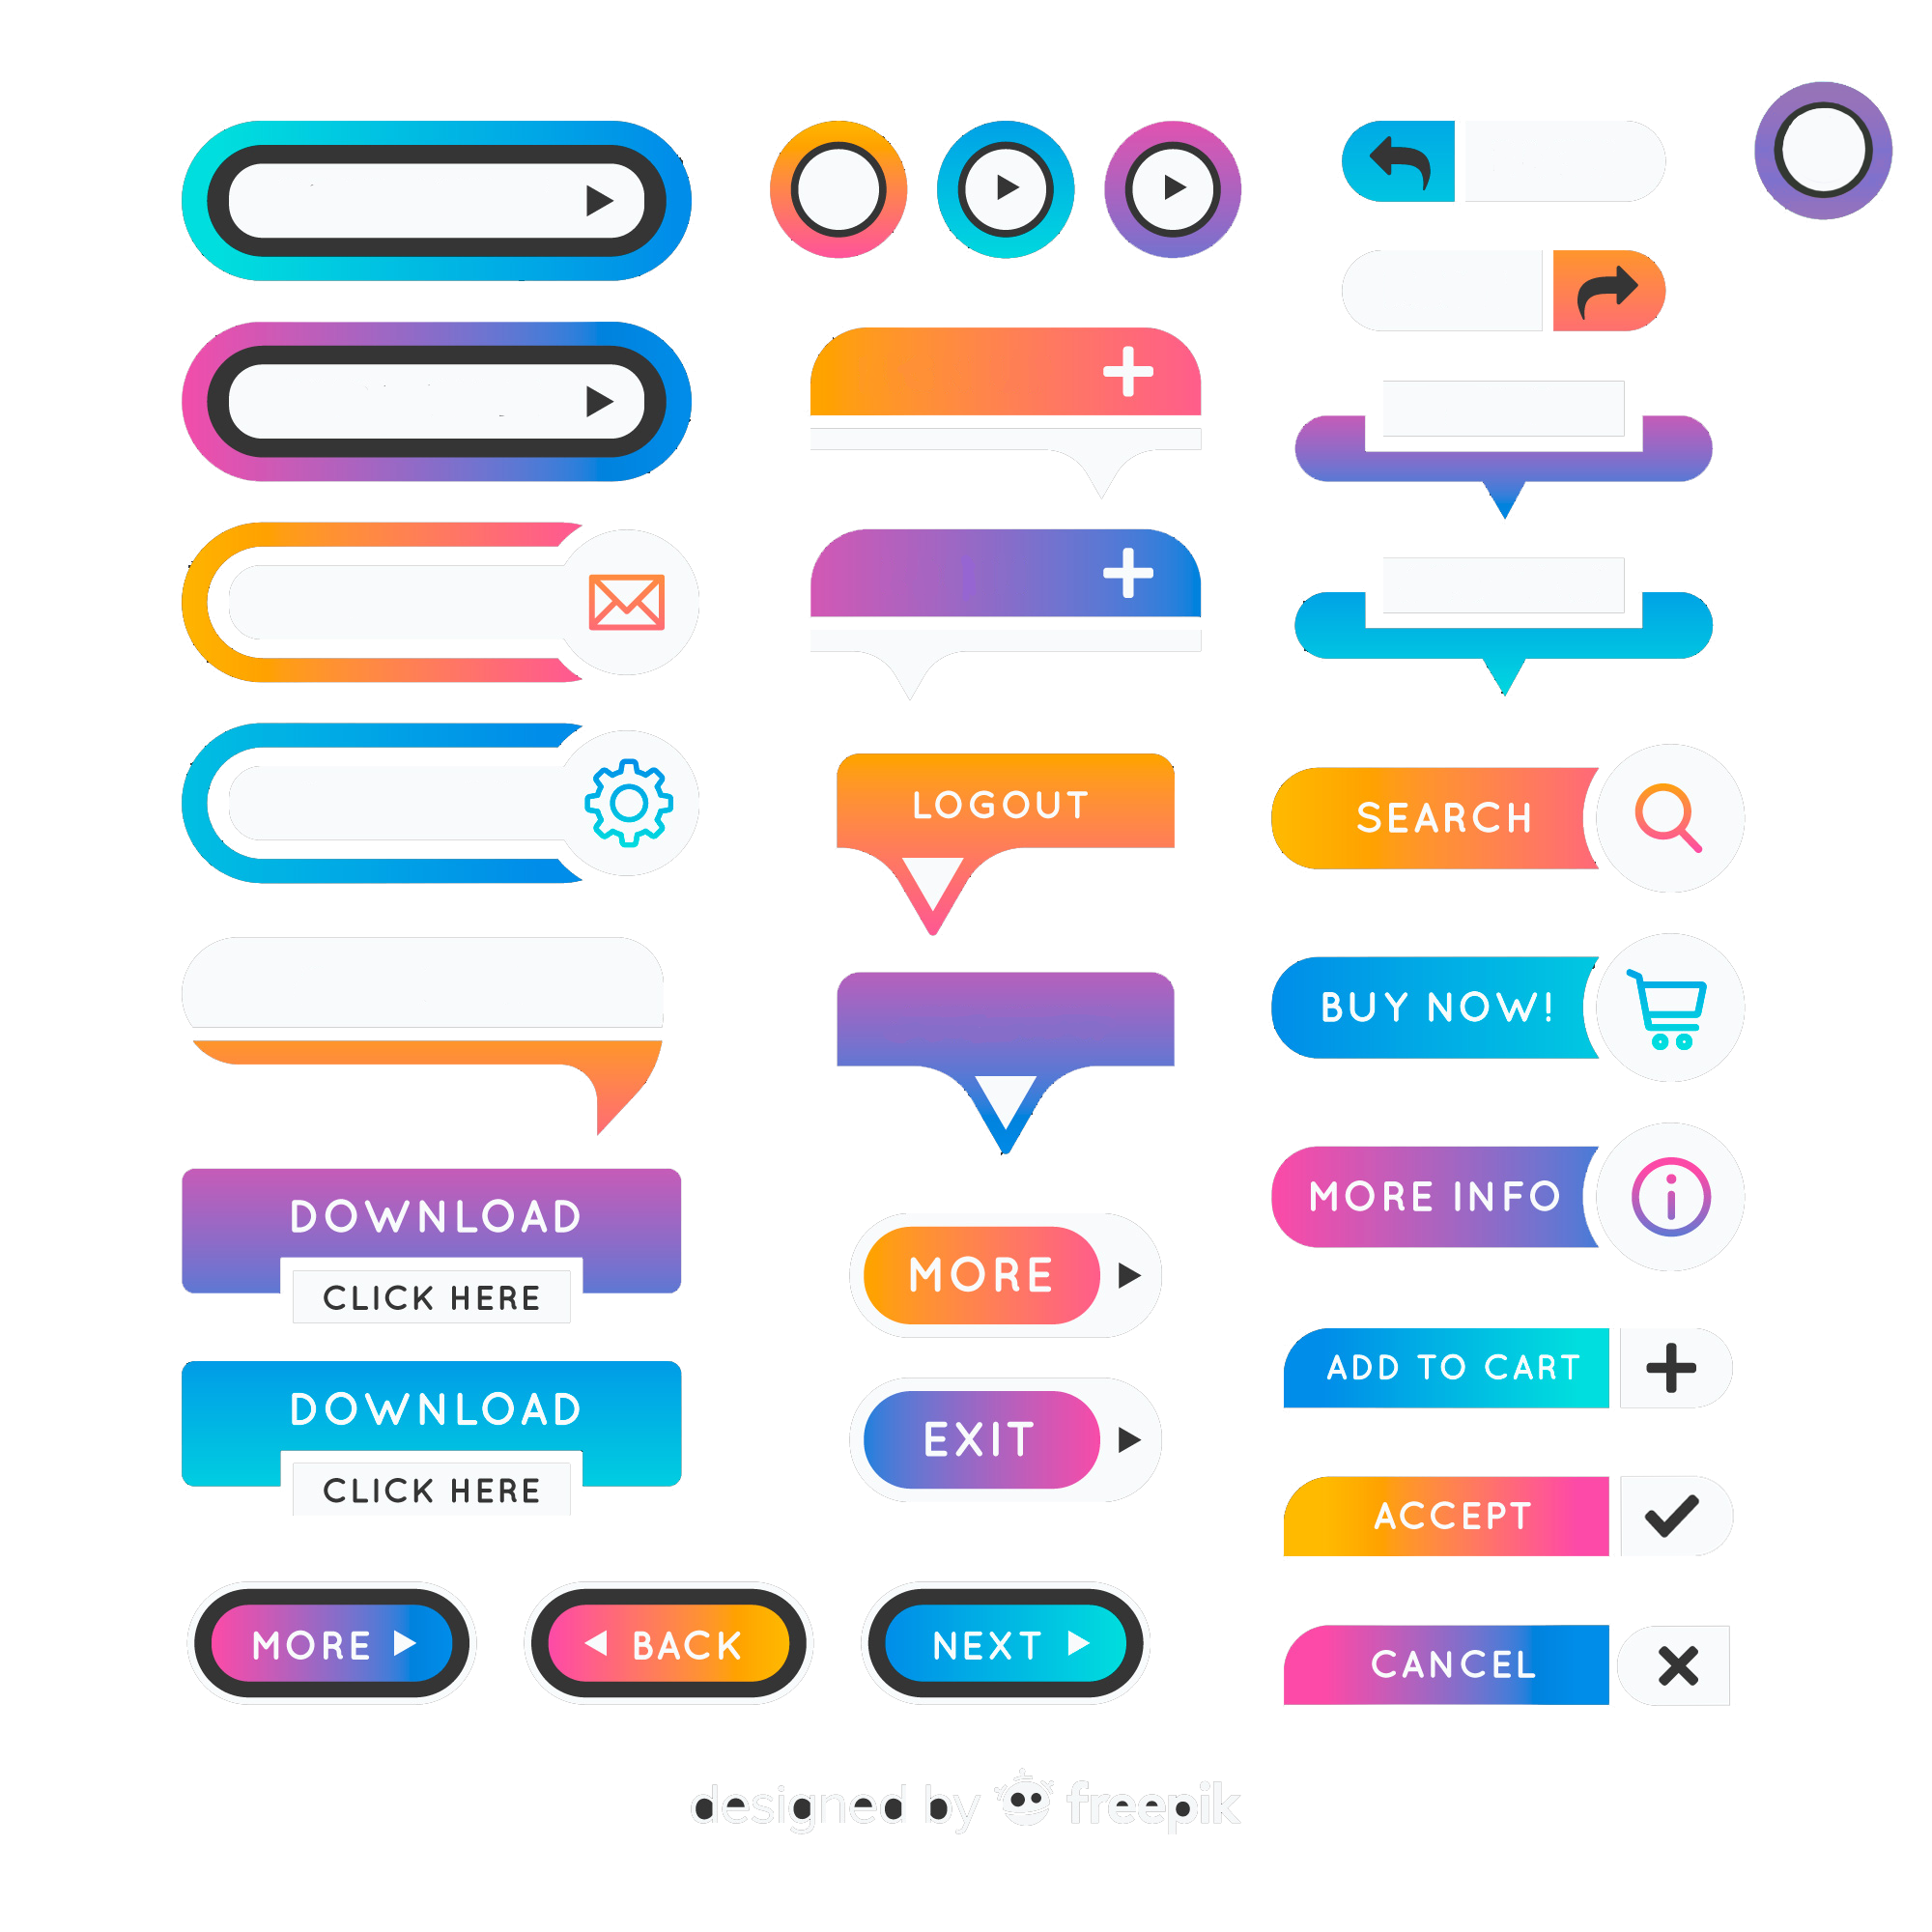 LOGOUT
SEARCH
BUY NOW!
MORE INFO
DOWNLOAD
CLICK HERE
DOWNLOAD
CLICK HERE
MORE
EXIT
ADD TO CART
ACCEPT
CANCEL
MORE
BACK
NEXT
designed by freepik